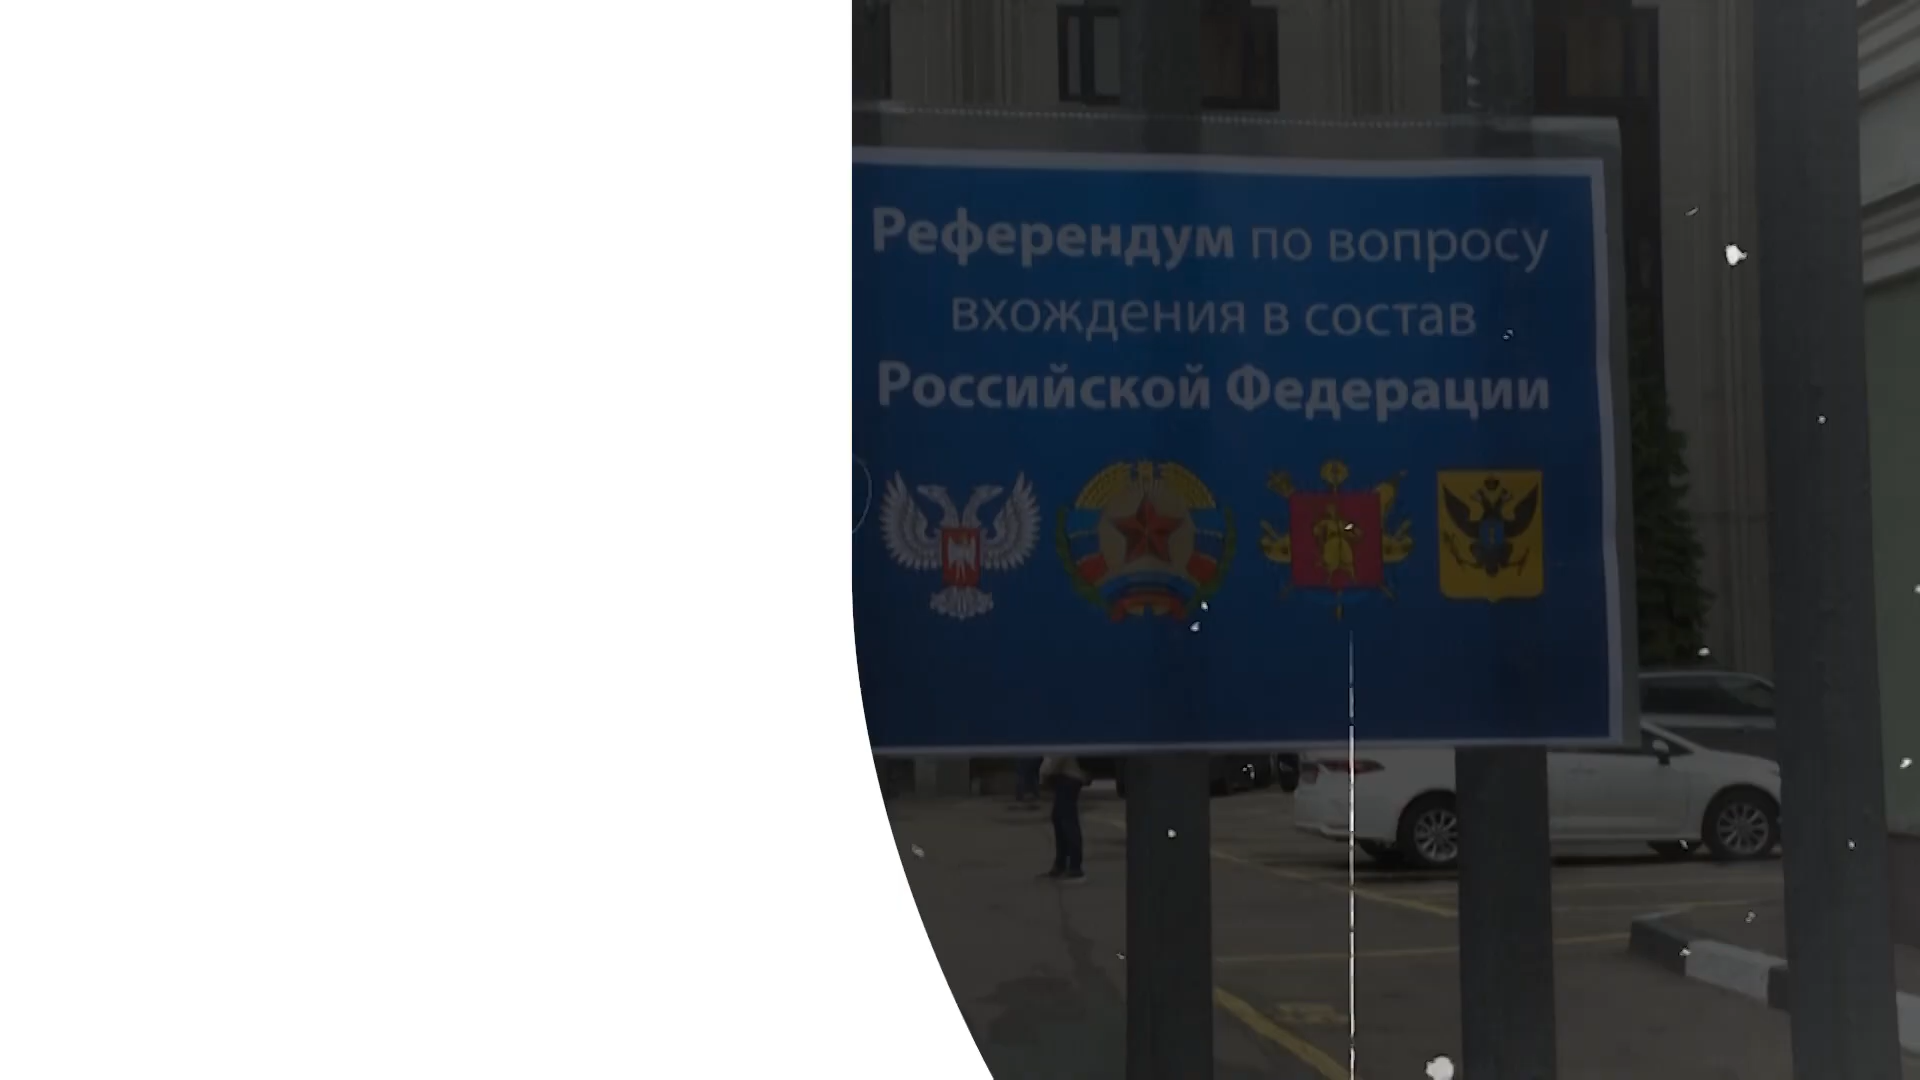 Референдум по вопросу
вхождения в состав
Российской Федерации